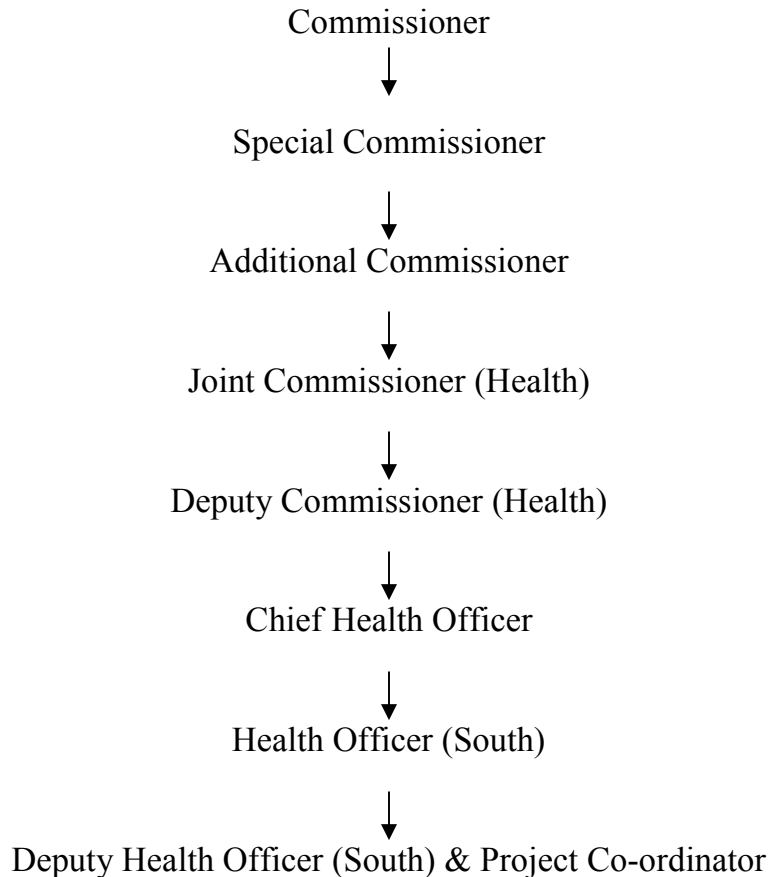 Commissioner
Special Commissioner
Additional Commissioner
Joint Commissioner (Health)
Deputy Commissioner (Health)
Chief Health Officer
Health Officer (South)
Deputy Health Officer (South) & Project Co-ordinator